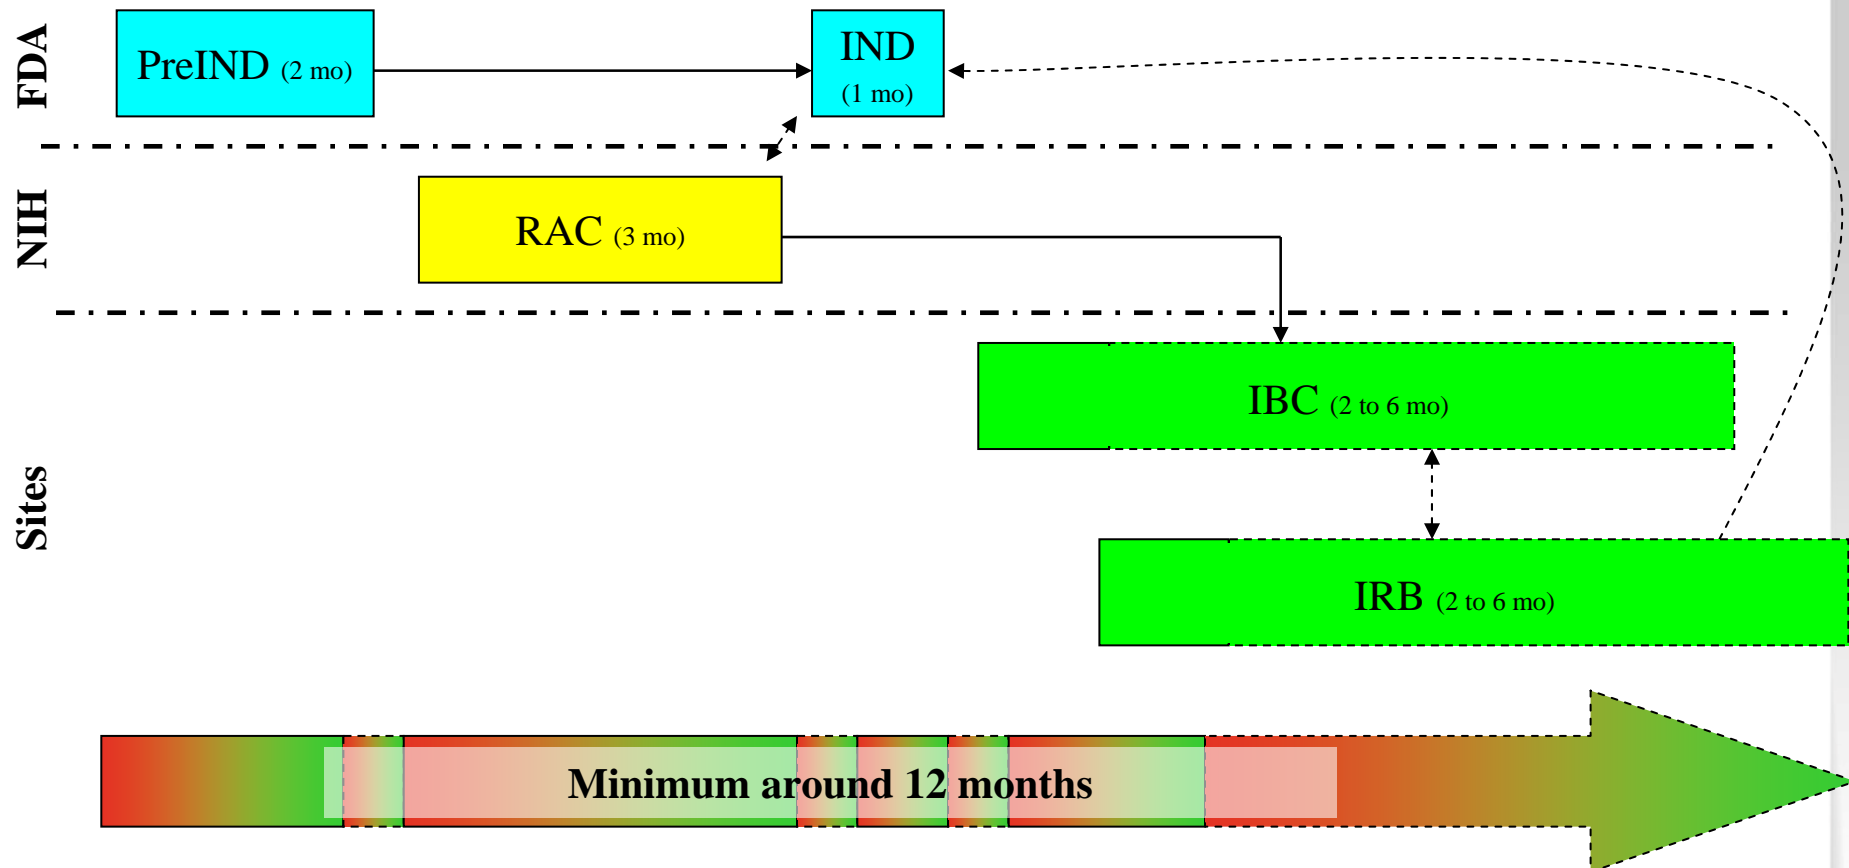 FDA
PreIND (2 mo)
IND
(1 mo)
NIH
RAC (3 mo)
Sites
IBC (2 to 6 mo)
IRB (2 to 6 mo)
Minimum around 12 months